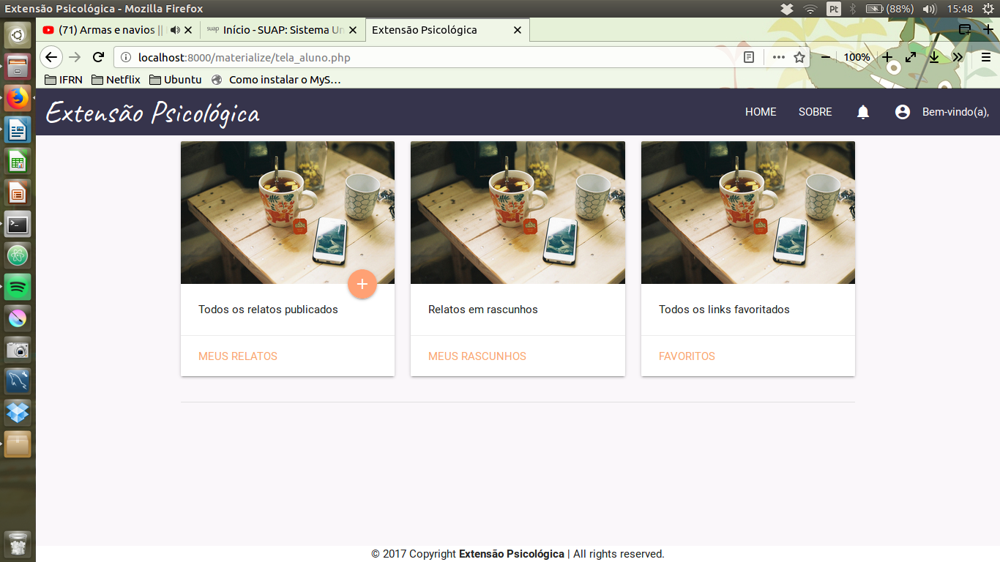 Extensão Psicológica - Mozilla Firefox
Pt (88%) 15:48
(71) Armas e navios ||
suap Início - SUAP: Sistema Un
Extensão Psicológica
localhost:8000/materialize/tela_aluno.php
100%
IFRN Netflix Ubuntu Como instalar o MyS...
Extensão Psicológica
HOME SOBRE Bem-vindo(a),
Todos os relatos publicados
MEUS RELATOS
Relatos em rascunhos
MEUS RASCUNHOS
Todos os links favoritados
FAVORITOS
© 2017 Copyright Extensão Psicológica | All rights reserved.